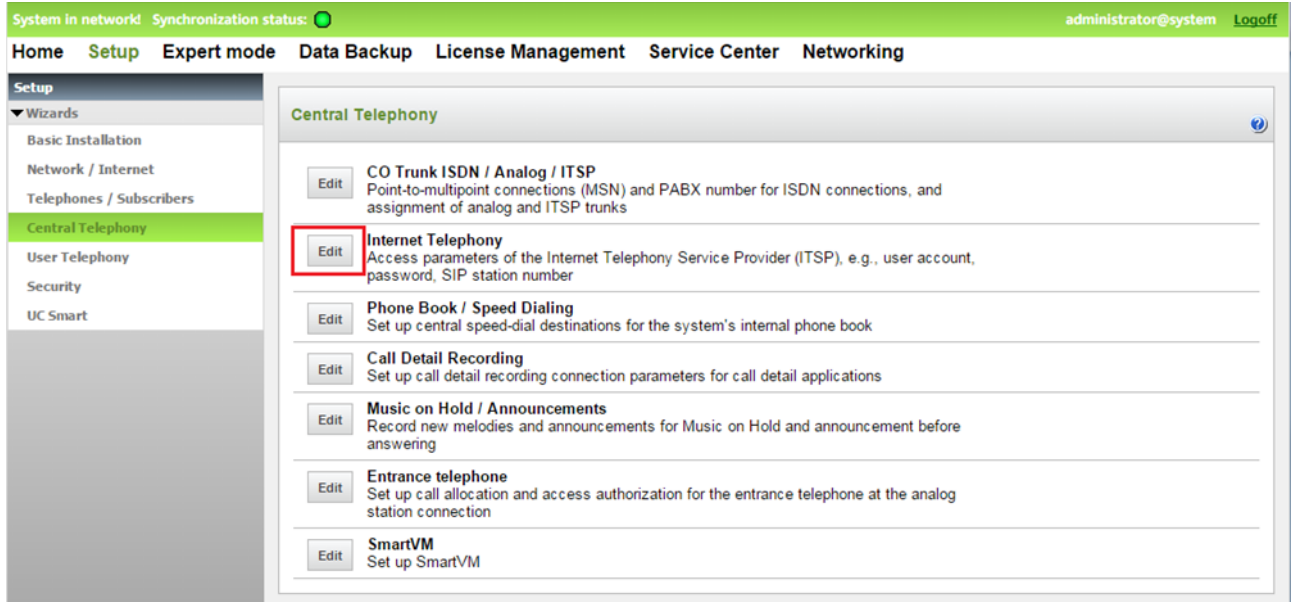 System in network! Synchronization status:
administrator@system Logoff
Home Setup Expert mode Data Backup License Management Service Center Networking
Setup
Wizards
Basic Installation
Network / Internet
Telephones / Subscribers
Central Telephony
User Telephony
Security
UC Smart
Central Telephony
?
Edit
CO Trunk ISDN / Analog / ITSP
Point-to-multipoint connections (MSN) and PABX number for ISDN connections, and
assignment of analog and ITSP trunks
Edit
Internet Telephony
Access parameters of the Internet Telephony Service Provider (ITSP), e.g., user account,
password, SIP station number
Edit
Phone Book / Speed Dialing
Set up central speed-dial destinations for the system's internal phone book
Edit
Call Detail Recording
Set up call detail recording connection parameters for call detail applications
Edit
Music on Hold / Announcements
Record new melodies and announcements for Music on Hold and announcement before
answering
Edit
Entrance telephone
Set up call allocation and access authorization for the entrance telephone at the analog
station connection
Edit
SmartVM
Set up SmartVM